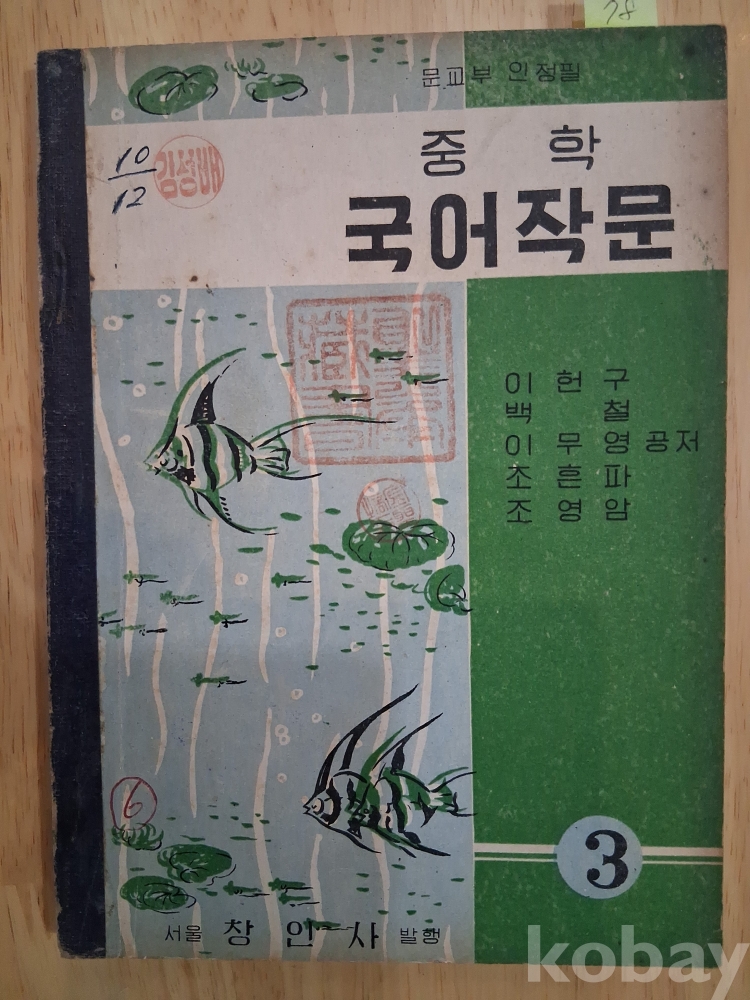 78
문교부 인정필
중 학
10
12
김성배
국어작문
이 헌 구
백 철
이 무 영 공저
조 흔 파
조 영 암
6
3
서울 창 인 사 발행
kobay